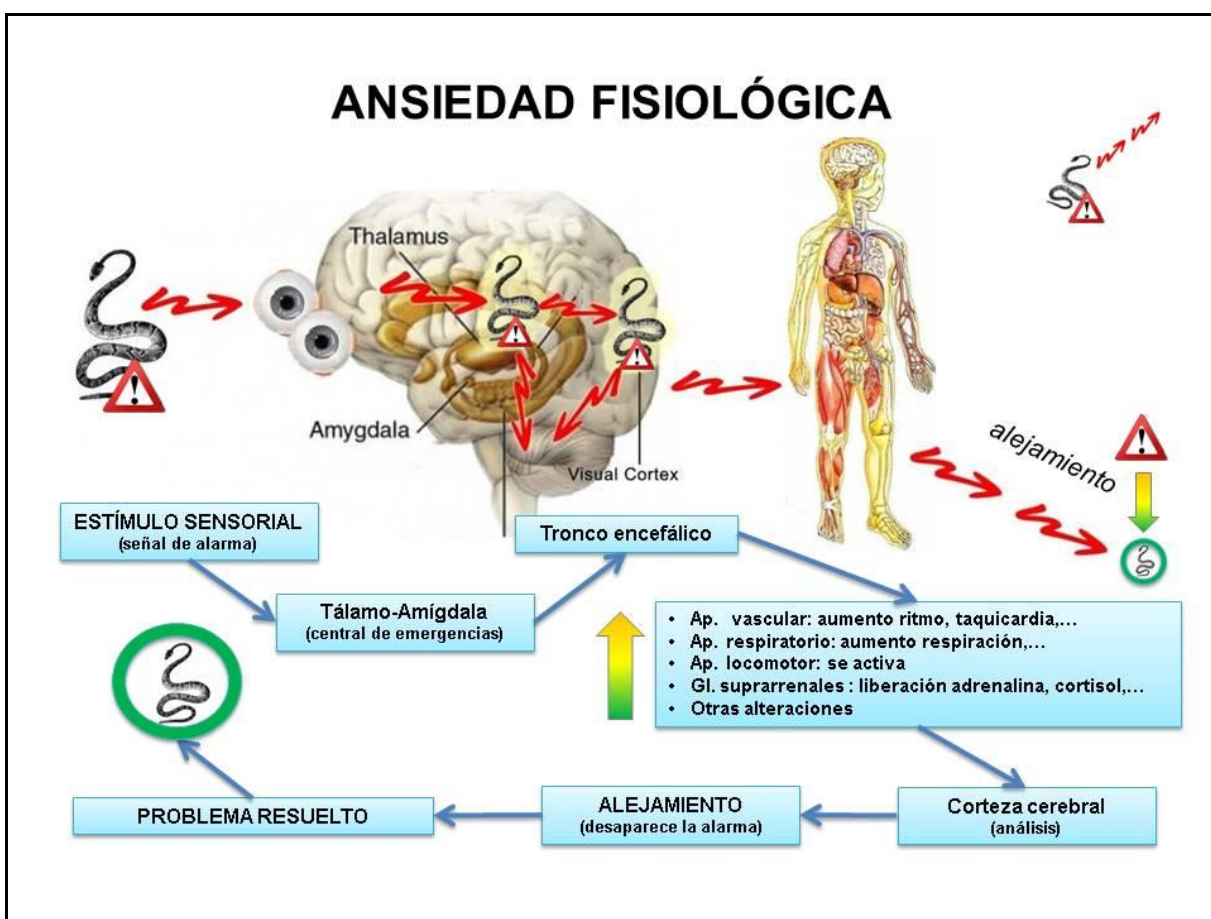 ANSIEDAD FISIOLÓGICA
Thalamus
Amygdala
Visual Cortex
alejamiento
ESTÍMULO SENSORIAL
(señal de alarma)
Tronco encefálico
Tálamo-Amígdala
(central de emergencias)
• Ap. vascular: aumento ritmo, taquicardia,...
• Ap. respiratorio: aumento respiración,...
• Ap. locomotor: se activa
• Gl. suprarrenales : liberación adrenalina, cortisol,...
• Otras alteraciones
PROBLEMA RESUELTO
ALEJAMIENTO
(desaparece la alarma)
Corteza cerebral
(análisis)